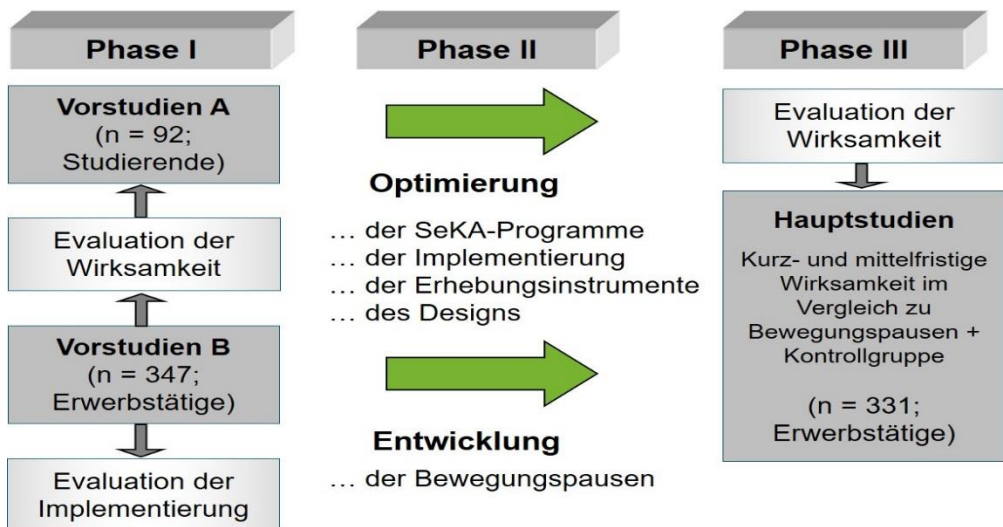 Phase I
Vorstudien A
(n = 92;
Studierende)
Evaluation der
Wirksamkeit
Vorstudien B
(n = 347;
Erwerbstätige)
Evaluation der
Implementierung
Phase II
Optimierung
… der SeKA-Programme
… der Implementierung
… der Erhebungsinstrumente
… des Designs
Entwicklung
… der Bewegungspausen
Phase III
Evaluation der
Wirksamkeit
Hauptstudien
Kurz- und mittelfristige
Wirksamkeit im
Vergleich zu
Bewegungspausen +
Kontrollgruppe
(n = 331;
Erwerbstätige)